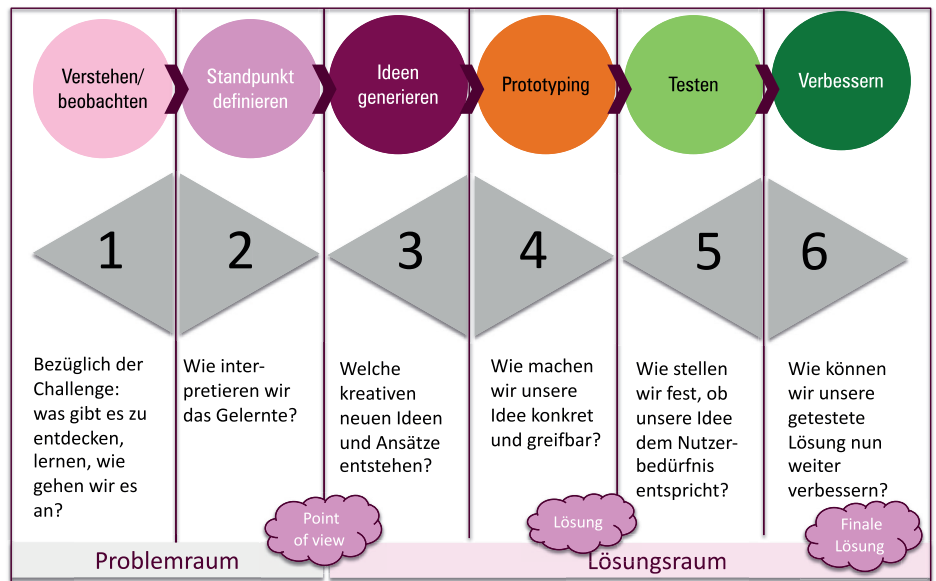 Verstehen/
beobachten
Standpunkt
definieren
Ideen
generieren
Prototyping
Testen
Verbessern
1
2
3
4
5
6
Bezüglich der
Challenge:
was gibt es zu
entdecken,
lernen, wie
gehen wir es
an?
Wie inter-
pretieren wir
das Gelernte?
Welche
kreativen
neuen Ideen
und Ansätze
entstehen?
Wie machen
wir unsere
Idee konkret
und greifbar?
Wie stellen
wir fest, ob
unsere Idee
dem Nutzer-
bedürfnis
entspricht?
Wie können
wir unsere
getestete
Lösung nun
weiter
verbessern?
Point
of view
Lösung
Finale
Lösung
Problemraum
Lösungsraum